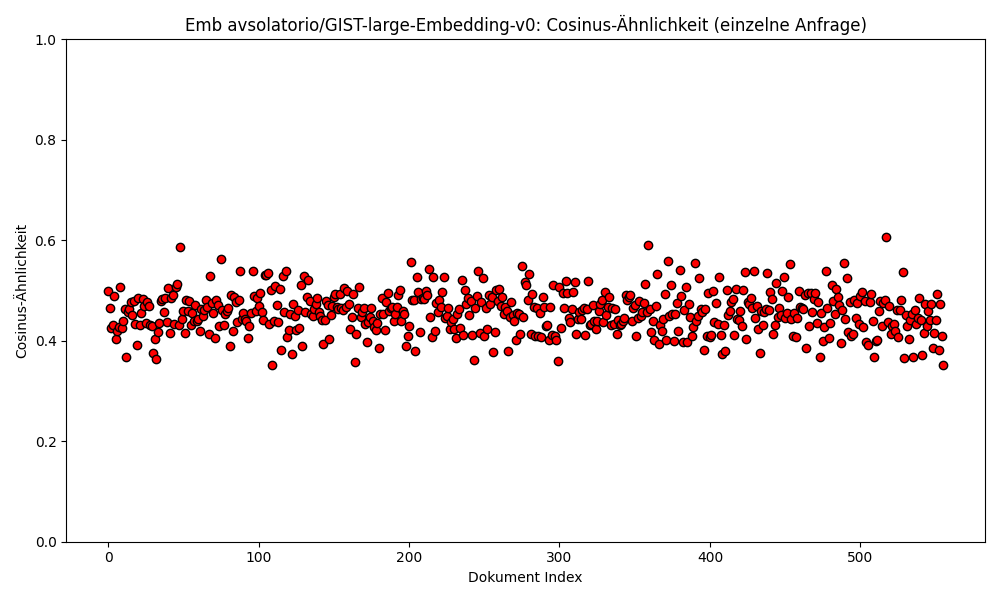 Emb avsolatorio/GIST-large-Embedding-v0: Cosinus-Ähnlichkeit (einzelne Anfrage)
1.0
0.8
0.6
0.4
0.2
0.0
Cosinus-Ähnlichkeit
0 100 200 300 400 500
Dokument Index